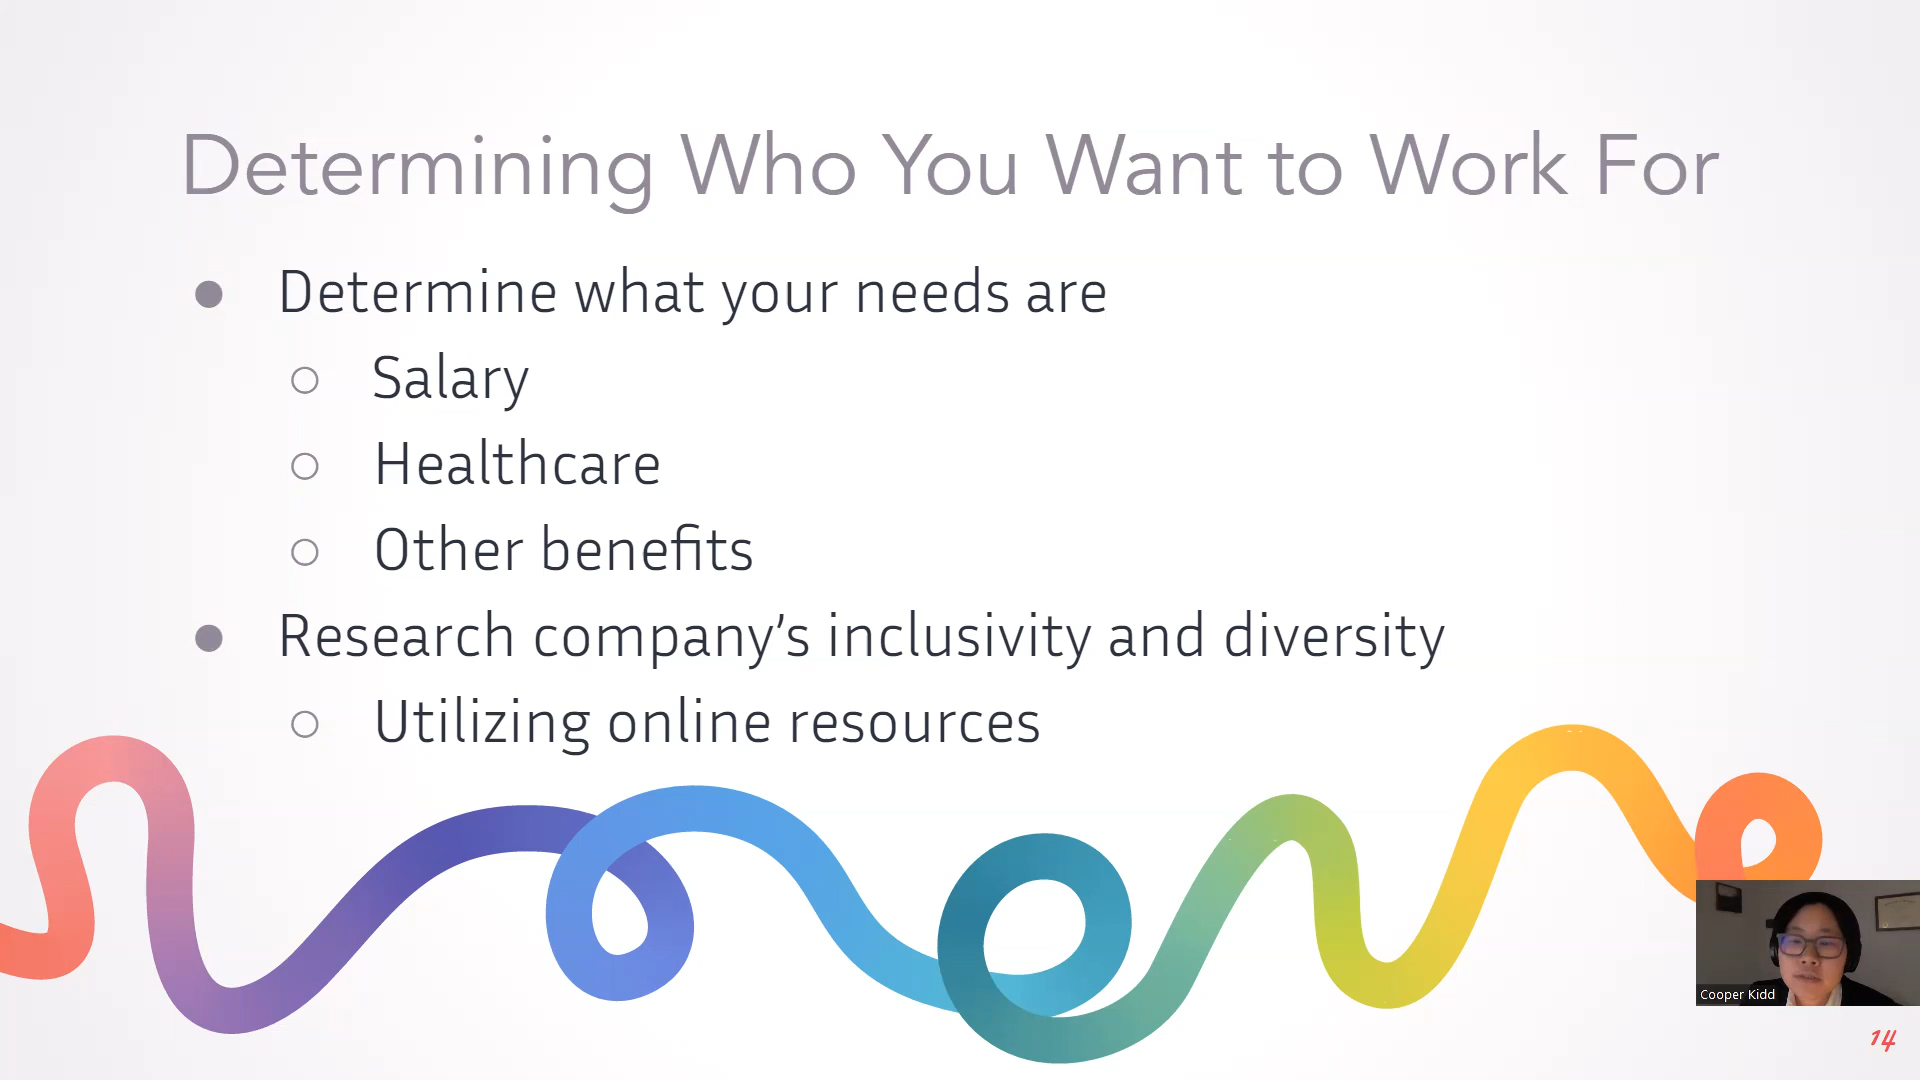 Determining Who You Want to Work For
● Determine what your needs are
○ Salary
○ Healthcare
○ Other benefits
● Research company’s inclusivity and diversity
○ Utilizing online resources
Cooper Kidd
14